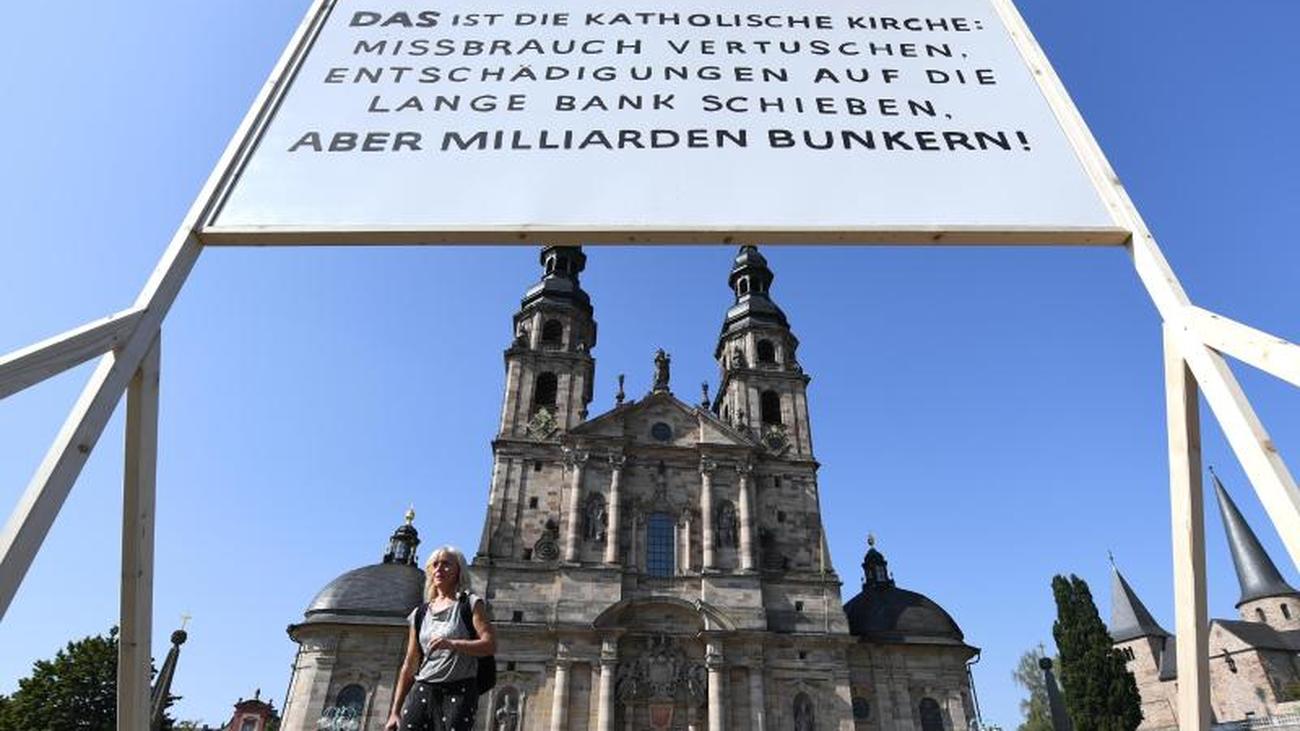 DAS IST DIE KATHOLISCHE KIRCHE:
MISSBRAUCH VERTUSCHEN,
ENTSCHÄDIGUNGEN AUF DIE
LANGE BANK SCHIEBEN,
ABER MILLIARDEN BUNKERN!